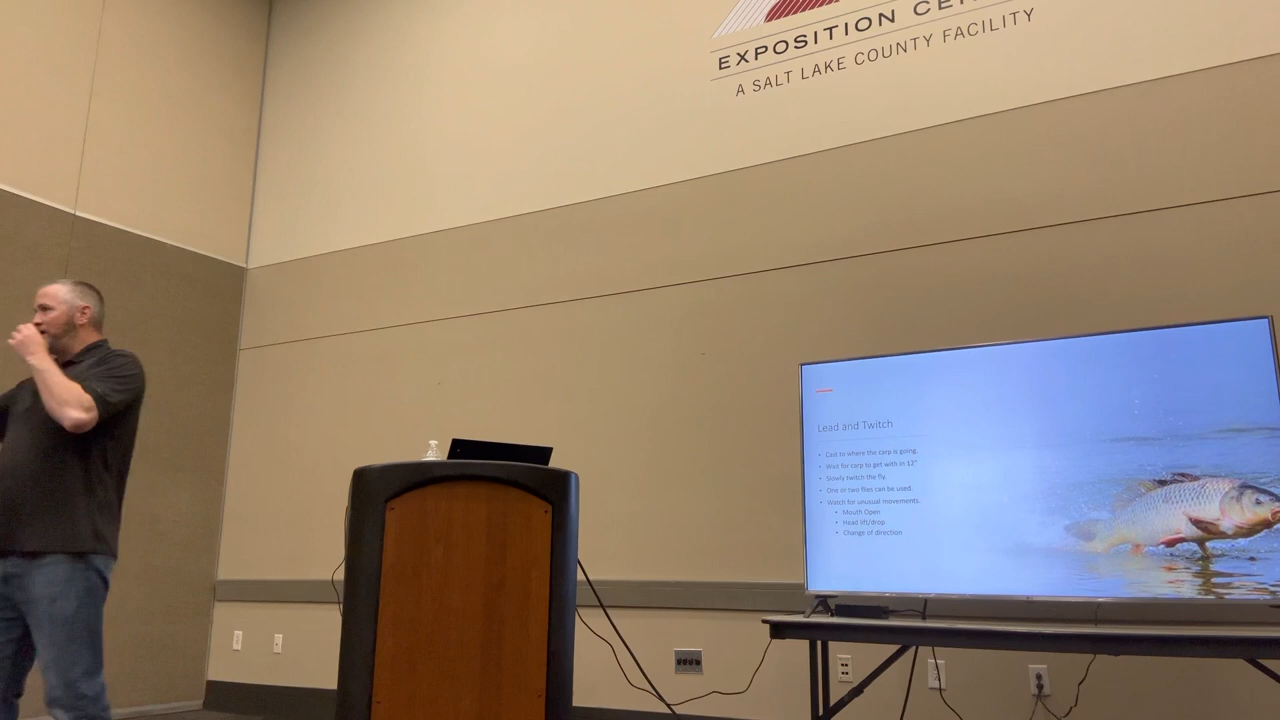 EXPOSITION CEN
A SALT LAKE COUNTY FACILITY
Lead and Twitch
• Cast to where the carp is going.
• Wait for carp to get with in 12"
• Slowly twitch the fly.
• One or two flies can be used.
• Watch for unusual movements.
• Mouth Open
• Head lift/drop
• Change of direction